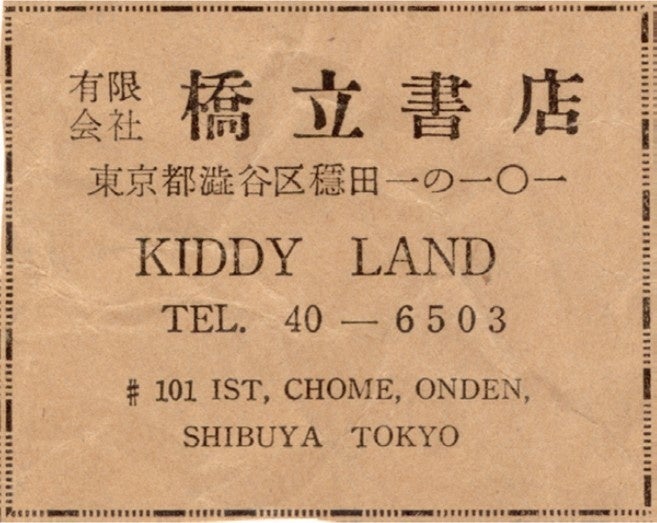 有限会社 橋立書店
東京都澁谷区穏田一の一〇一
KIDDY LAND
TEL. 40 — 6503
# 101 IST, CHOME, ONDEN,
SHIBUYA TOKYO